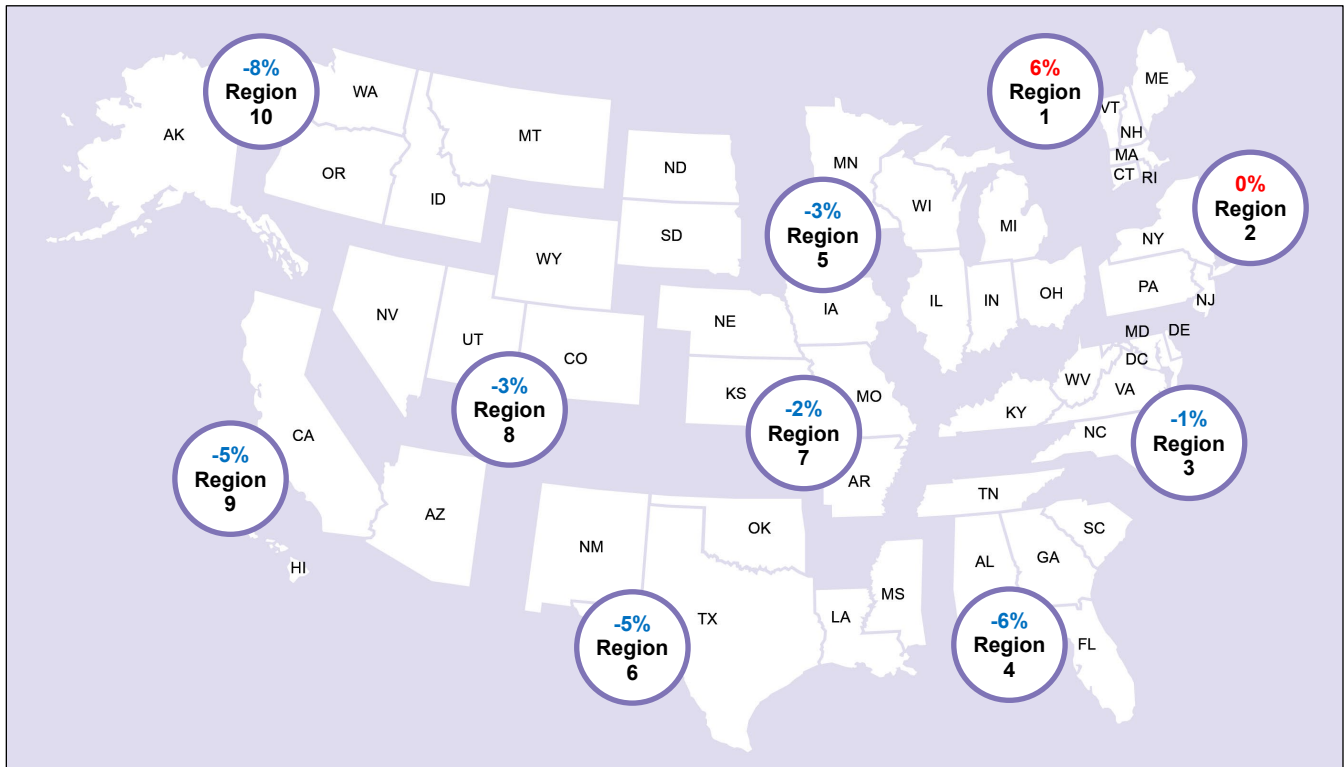 -8%
Region
10
6%
Region
1
0%
Region
2
-3%
Region
5
-3%
Region
8
-2%
Region
7
-1%
Region
3
-5%
Region
9
-5%
Region
6
-6%
Region
4
AK
WA
OR
ID
MT
ND
SD
WY
NV
UT
CO
CA
AZ
HI
NM
NE
KS
OK
TX
MN
WI
MI
IA
IL
IN
OH
MO
AR
LA
MS
KY
TN
AL
GA
SC
NC
FL
WV
VA
DC
MD
DE
PA
NJ
NY
ME
VT
NH
MA
CT
RI